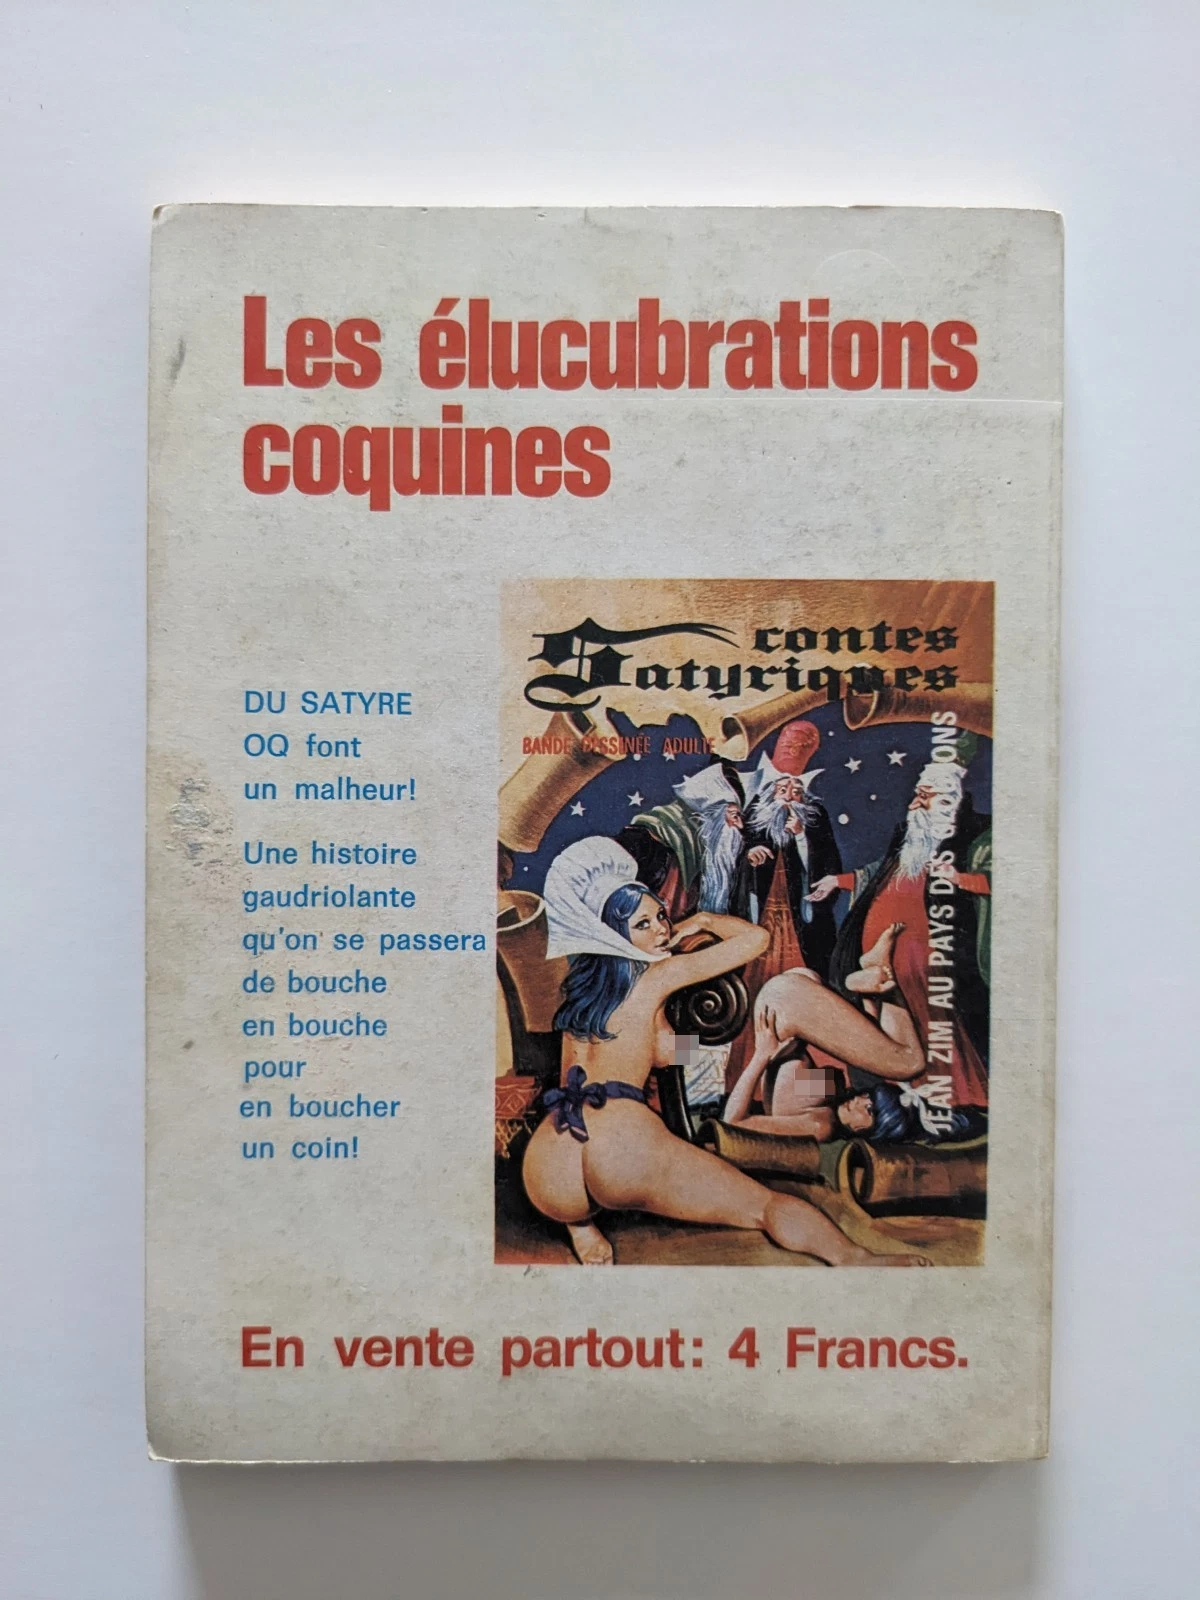 Les élucubrations
coquines
DU SATYRE
OQ font
un malheur!
Une histoire
gaudriolante
qu'on se passera
de bouche
en bouche
pour
en boucher
un coin!
contes
Satyriques
BANDE DESSINÉE ADULTE
JEAN ZIM AU PAYS DES
En vente partout: 4 Francs.